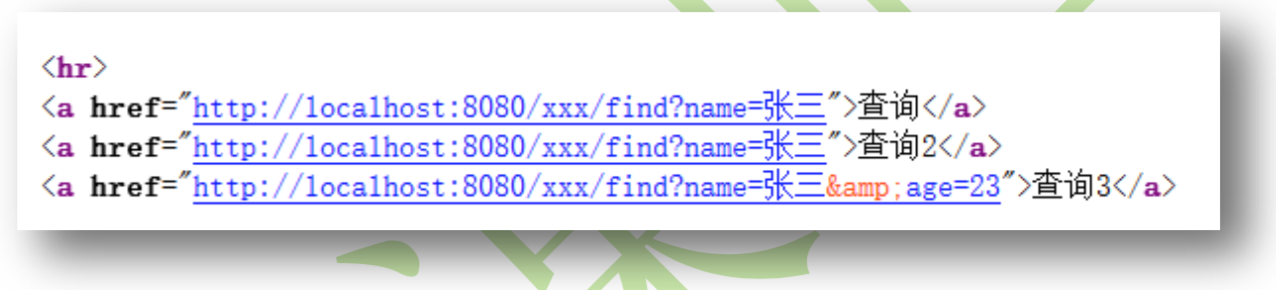 <hr>
<a href="http://localhost:8080/xxx/find?name=张三">查询</a>
<a href="http://localhost:8080/xxx/find?name=张三">查询2</a>
<a href="http://localhost:8080/xxx/find?name=张三&amp;age=23">查询3</a>